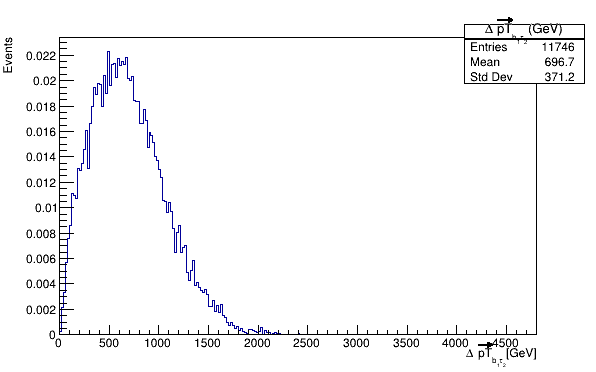 Δ pT b₁τ₂ (GeV)
Entries 11746
Mean 696.7
Std Dev 371.2
Events
0.022
0.02
0.018
0.016
0.014
0.012
0.01
0.008
0.006
0.004
0.002
0
0 500 1000 1500 2000 2500 3000 3500 4000 4500
Δ pT b₁τ₂ [GeV]